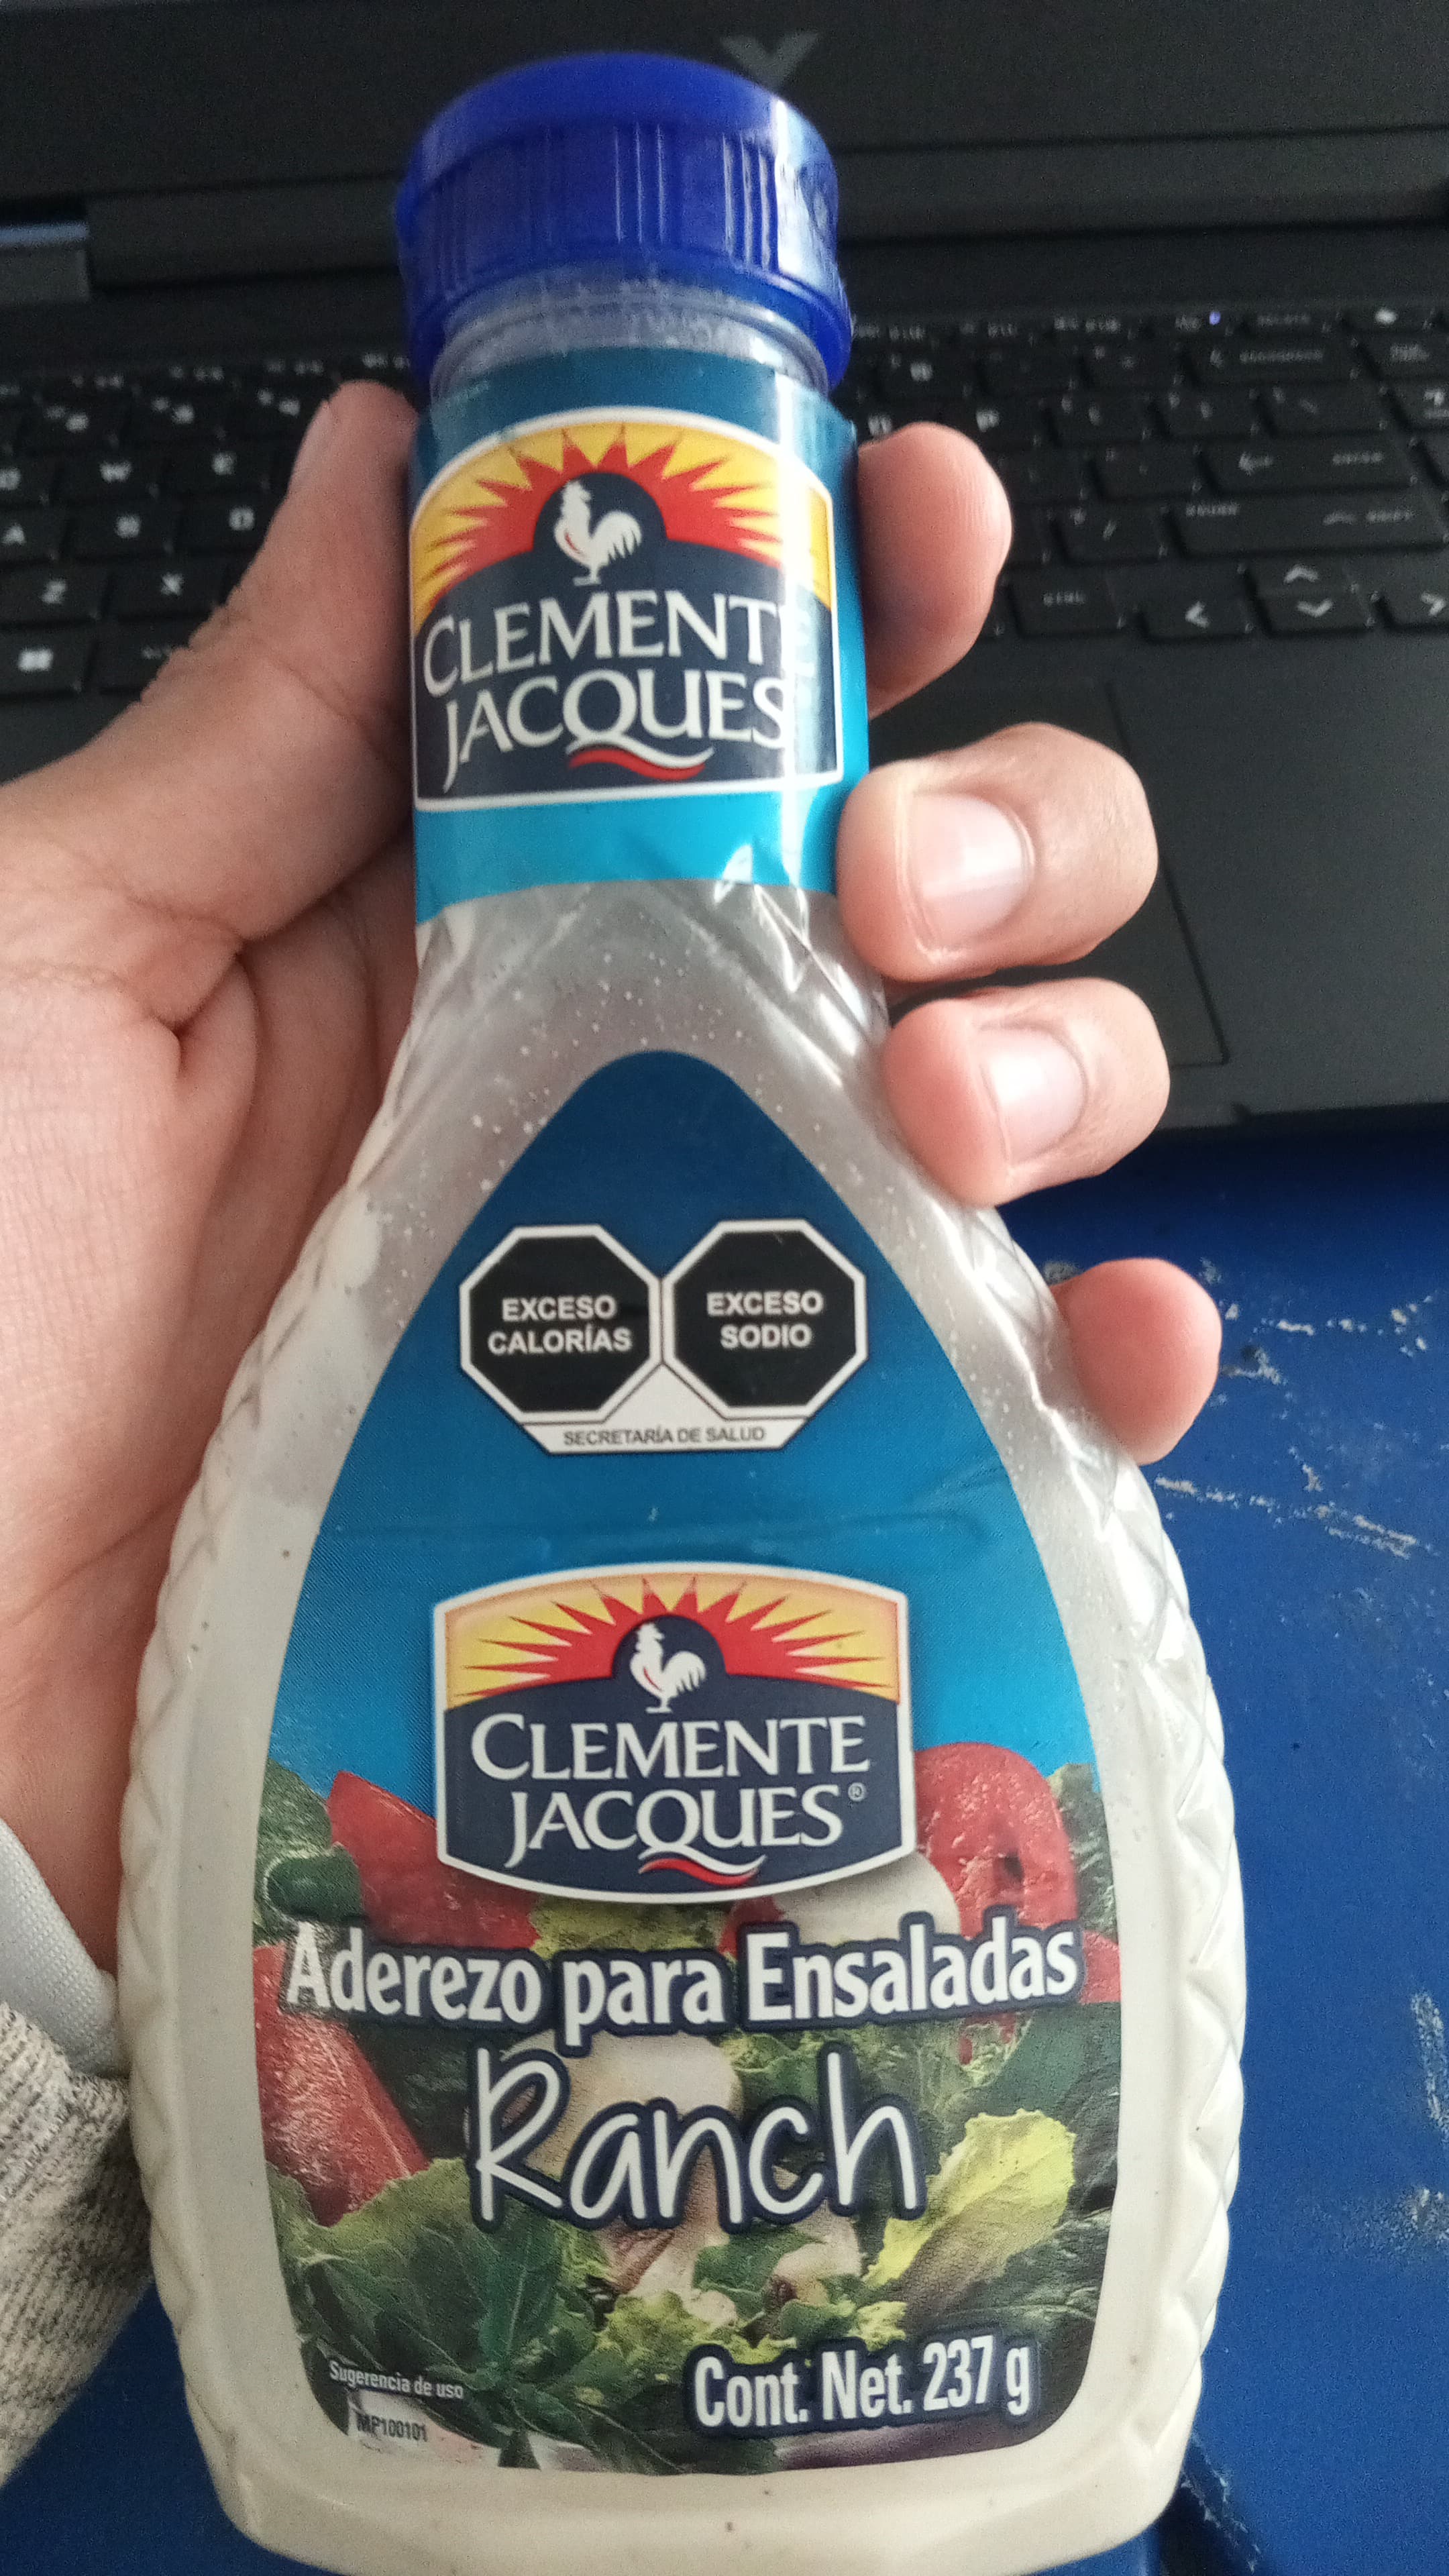 CLEMENTE
JACQUES
EXCESO
CALORÍAS
EXCESO
SODIO
SECRETARÍA DE SALUD
CLEMENTE
JACQUES®
Aderezo para Ensaladas
Ranch
Cont. Net. 237 g
Sugerencia de uso
MP100101